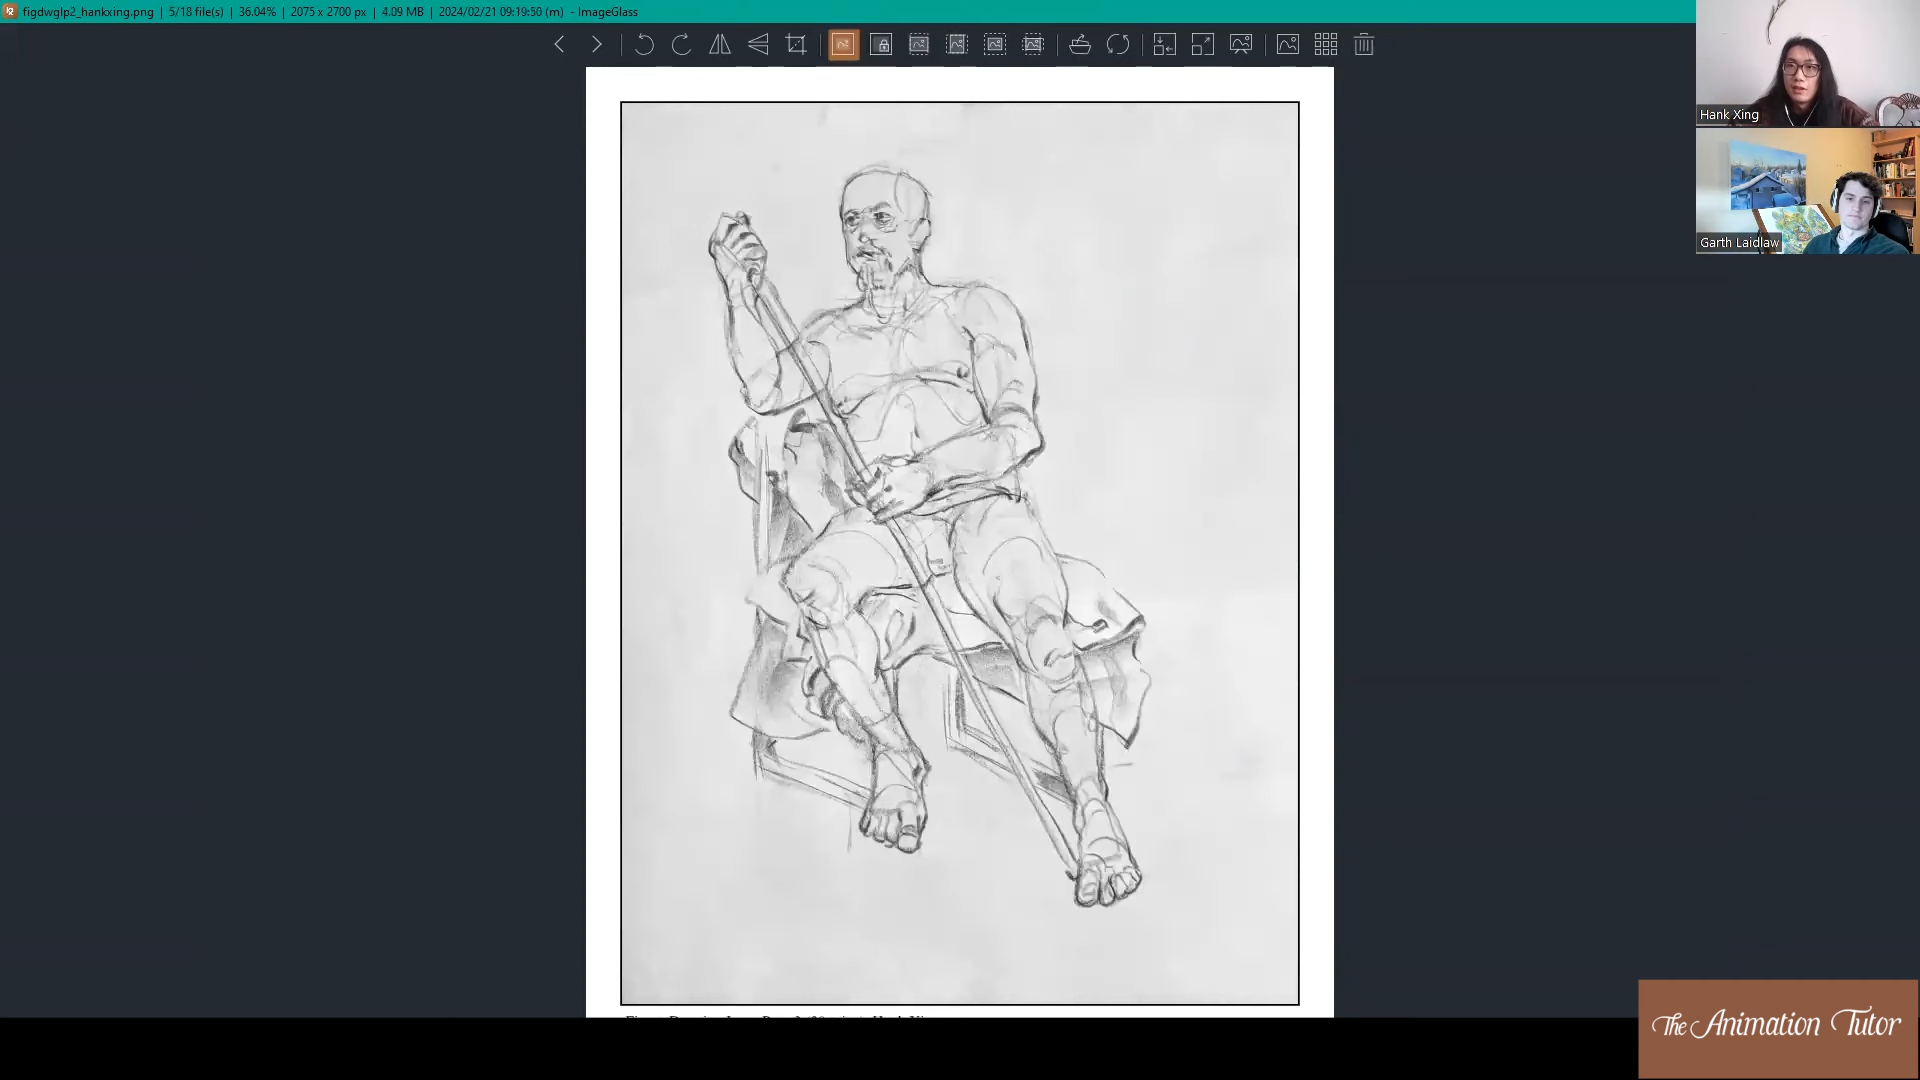 figdwglp2_hankxing.png | 5/18 file(s) | 36.04% | 2075 x 2700 px | 4.09 MB | 2024/02/21 09:19:50 (m) - ImageGlass
Hank Xing
Garth Laidlaw
The Animation Tutor